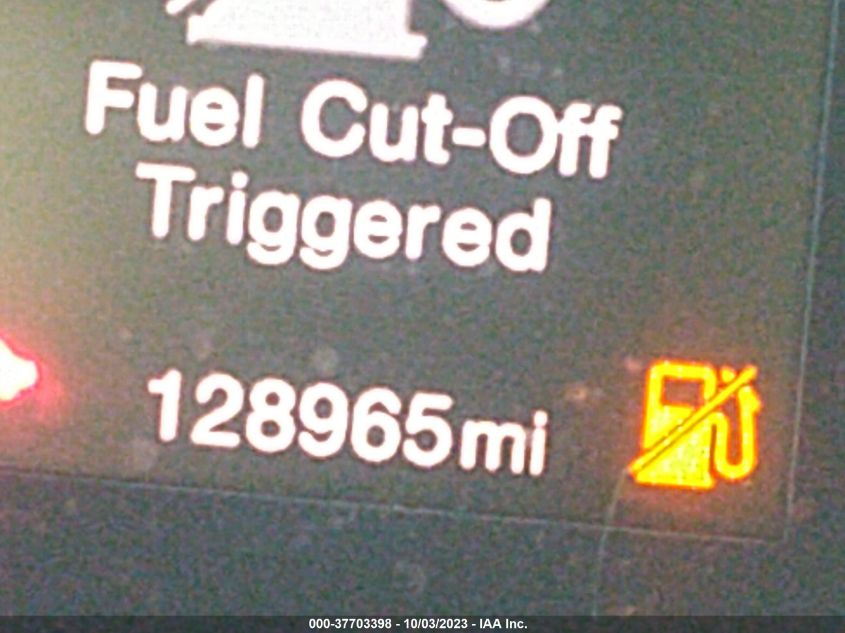 Fuel Cut-Off
Triggered
128965mi
000-37703398 - 10/03/2023 - IAA Inc.